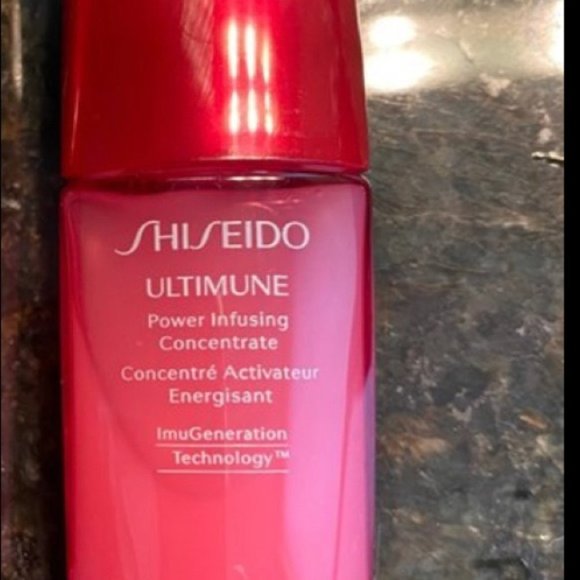 SHISEIDO
ULTIMUNE
Power Infusing
Concentrate
Concentré Activateur
Energisant
ImuGeneration
Technology™